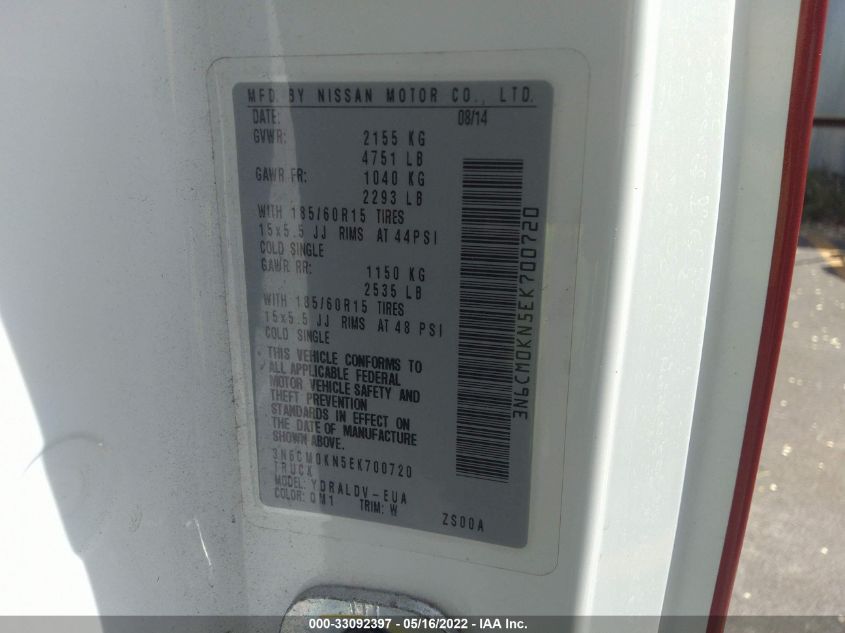 MFD. BY NISSAN MOTOR CO., LTD.
DATE: 08/14
GVWR: 2155 KG
4751 LB
GAWR FR: 1040 KG
2293 LB
WITH 185/60R15 TIRES
15x5.5 JJ RIMS AT 44PSI
COLD SINGLE
GAWR RR: 1150 KG
2535 LB
WITH 185/60R15 TIRES
15x5.5 JJ RIMS AT 48 PSI
COLD SINGLE
THIS VEHICLE CONFORMS TO
ALL APPLICABLE FEDERAL
MOTOR VEHICLE SAFETY AND
THEFT PREVENTION
STANDARDS IN EFFECT ON
THE DATE OF MANUFACTURE
SHOWN ABOVE.
3N6CM0KN5EK700720
TRUCK
MODEL: YDRALDV-EUA
COLOR: QM1 TRIM: W
ZS00A
3N6CM0KN5EK700720
000-33092397 - 05/16/2022 - IAA Inc.